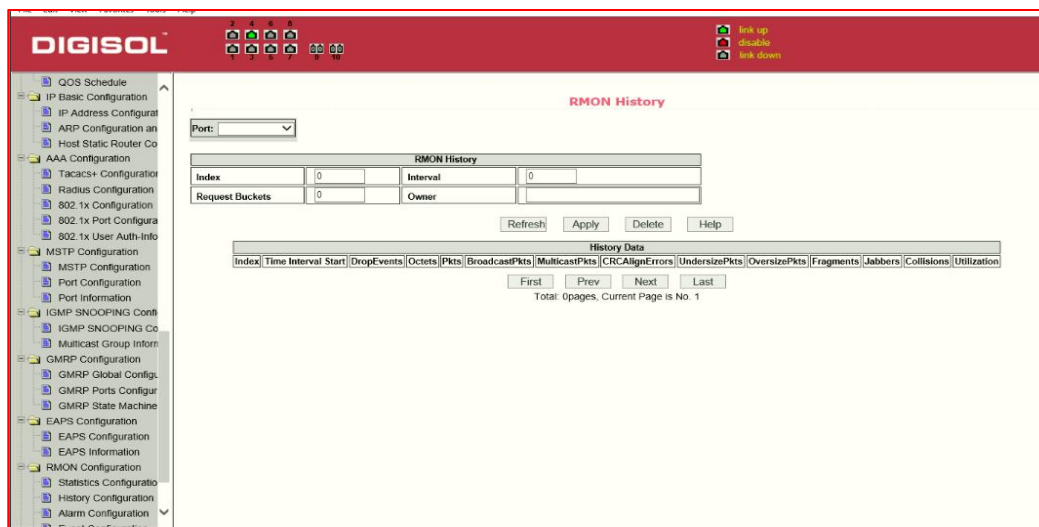 DIGISOL
2 4 6 8
1 3 5 7 9 10
link up
disable
link down
QOS Schedule
IP Basic Configuration
IP Address Configurat
ARP Configuration an
Host Static Router Co
AAA Configuration
Tacacs+ Configuration
Radius Configuration
802.1x Configuration
802.1x Port Configura
802.1x User Auth-Info
MSTP Configuration
MSTP Configuration
Port Configuration
Port Information
IGMP SNOOPING Confi
IGMP SNOOPING Co
Multicast Group Inform
GMRP Configuration
GMRP Global Configu
GMRP Ports Configur
GMRP State Machine
EAPS Configuration
EAPS Configuration
EAPS Information
RMON Configuration
Statistics Configuratio
History Configuration
Alarm Configuration
RMON History
Port:
RMON History
Index 0 Interval 0
Request Buckets 0 Owner
Refresh Apply Delete Help
History Data
Index Time Interval Start DropEvents Octets Pkts BroadcastPkts MulticastPkts CRCAlignErrors UndersizePkts OversizePkts Fragments Jabbers Collisions Utilization
First Prev Next Last
Total: 0pages, Current Page is No. 1